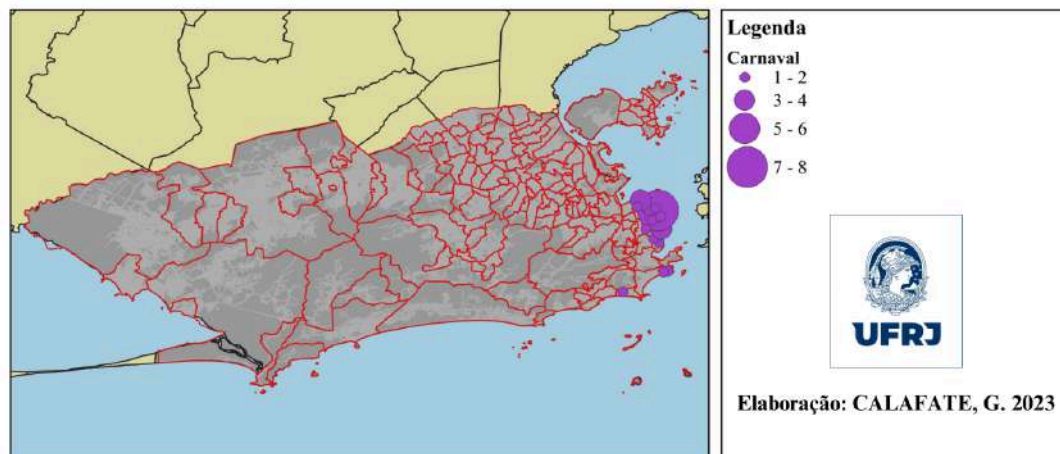 Legenda
Carnaval
1 - 2
3 - 4
5 - 6
7 - 8
UFRJ
Elaboração: CALAFATE, G. 2023